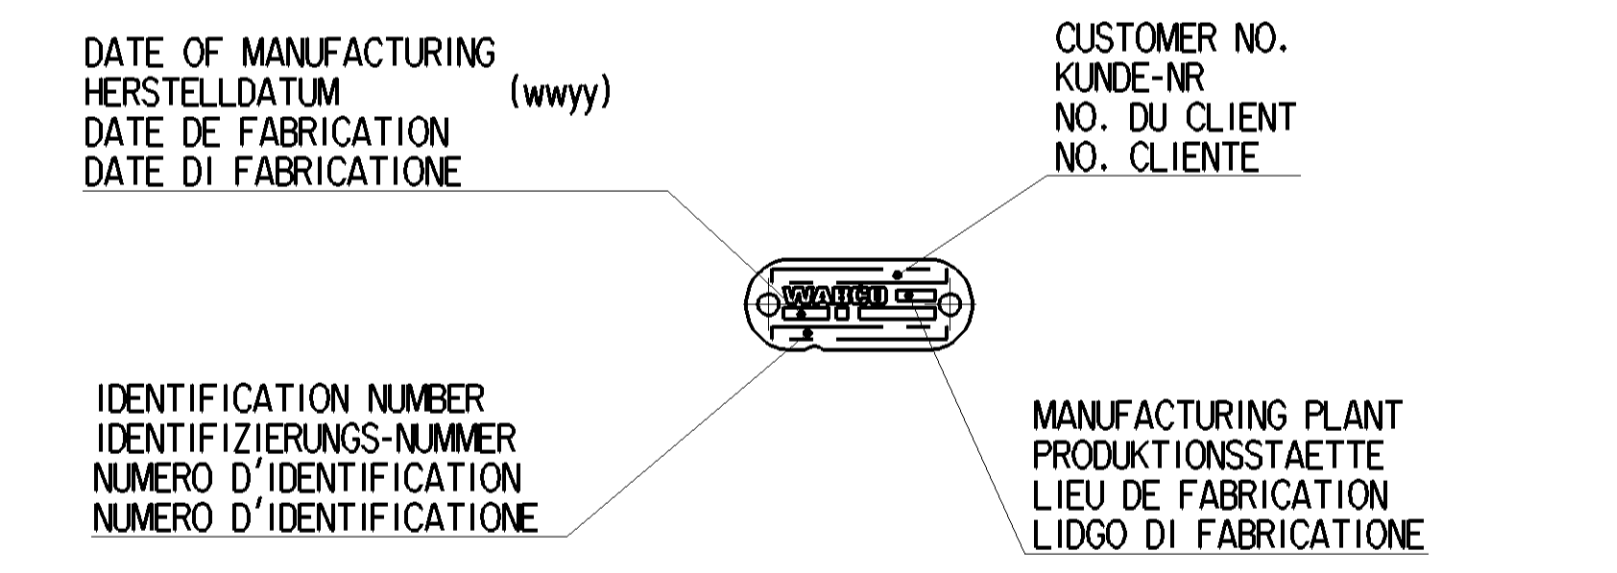 DATE OF MANUFACTURING
HERSTELLDATUM (wwyy)
DATE DE FABRICATION
DATE DI FABRICATIONE
CUSTOMER NO.
KUNDE-NR
NO. DU CLIENT
NO. CLIENTE
WABCO
IDENTIFICATION NUMBER
IDENTIFIZIERUNGS-NUMMER
NUMERO D'IDENTIFICATION
NUMERO D'IDENTIFICATIONE
MANUFACTURING PLANT
PRODUKTIONSSTAETTE
LIEU DE FABRICATION
LIDGO DI FABRICATIONE